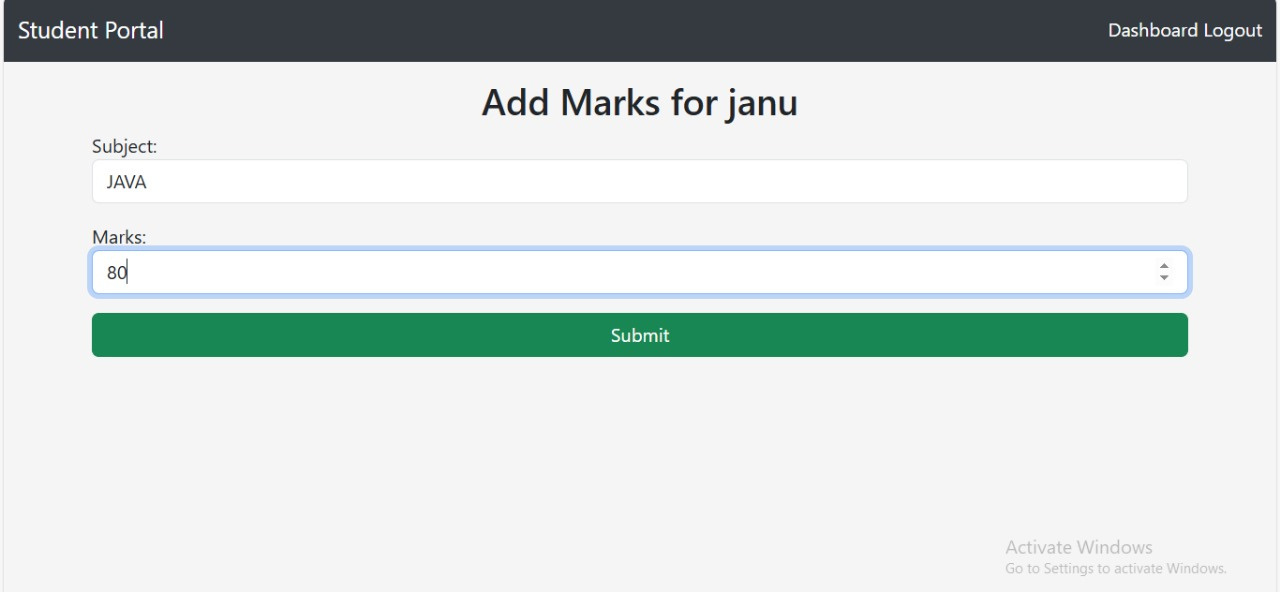 Student Portal
Dashboard Logout
Add Marks for janu
Subject:
JAVA
Marks:
80
Submit
Activate Windows
Go to Settings to activate Windows.